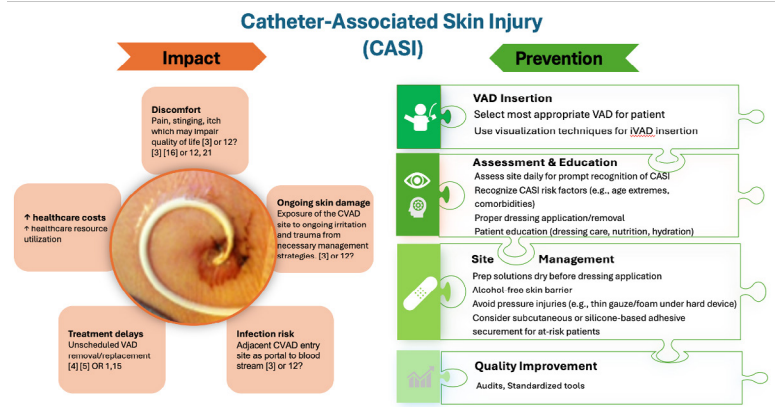 Catheter-Associated Skin Injury
(CASI)
Impact
Discomfort
Pain, stinging, itch
which may impair
quality of life [3] or 12?
[3] [16] or 12, 21
↑ healthcare costs
↑ healthcare resource
utilization
Ongoing skin damage
Exposure of the CVAD
site to ongoing irritation
and trauma from
necessary management
strategies. [3] or 12?
Treatment delays
Unscheduled VAD
removal/replacement
[4] [5] OR 1,15
Infection risk
Adjacent CVAD entry
site as portal to blood
stream [3] or 12?
Prevention
VAD Insertion
Select most appropriate VAD for patient
Use visualization techniques for iVAD insertion
Assessment & Education
Assess site daily for prompt recognition of CASI
Recognize CASI risk factors (e.g., age extremes,
comorbidities)
Proper dressing application/removal
Patient education (dressing care, nutrition, hydration)
Site Management
Prep solutions dry before dressing application
Alcohol-free skin barrier
Avoid pressure injuries (e.g., thin gauze/foam under hard device)
Consider subcutaneous or silicone-based adhesive
securement for at-risk patients
Quality Improvement
Audits, Standardized tools